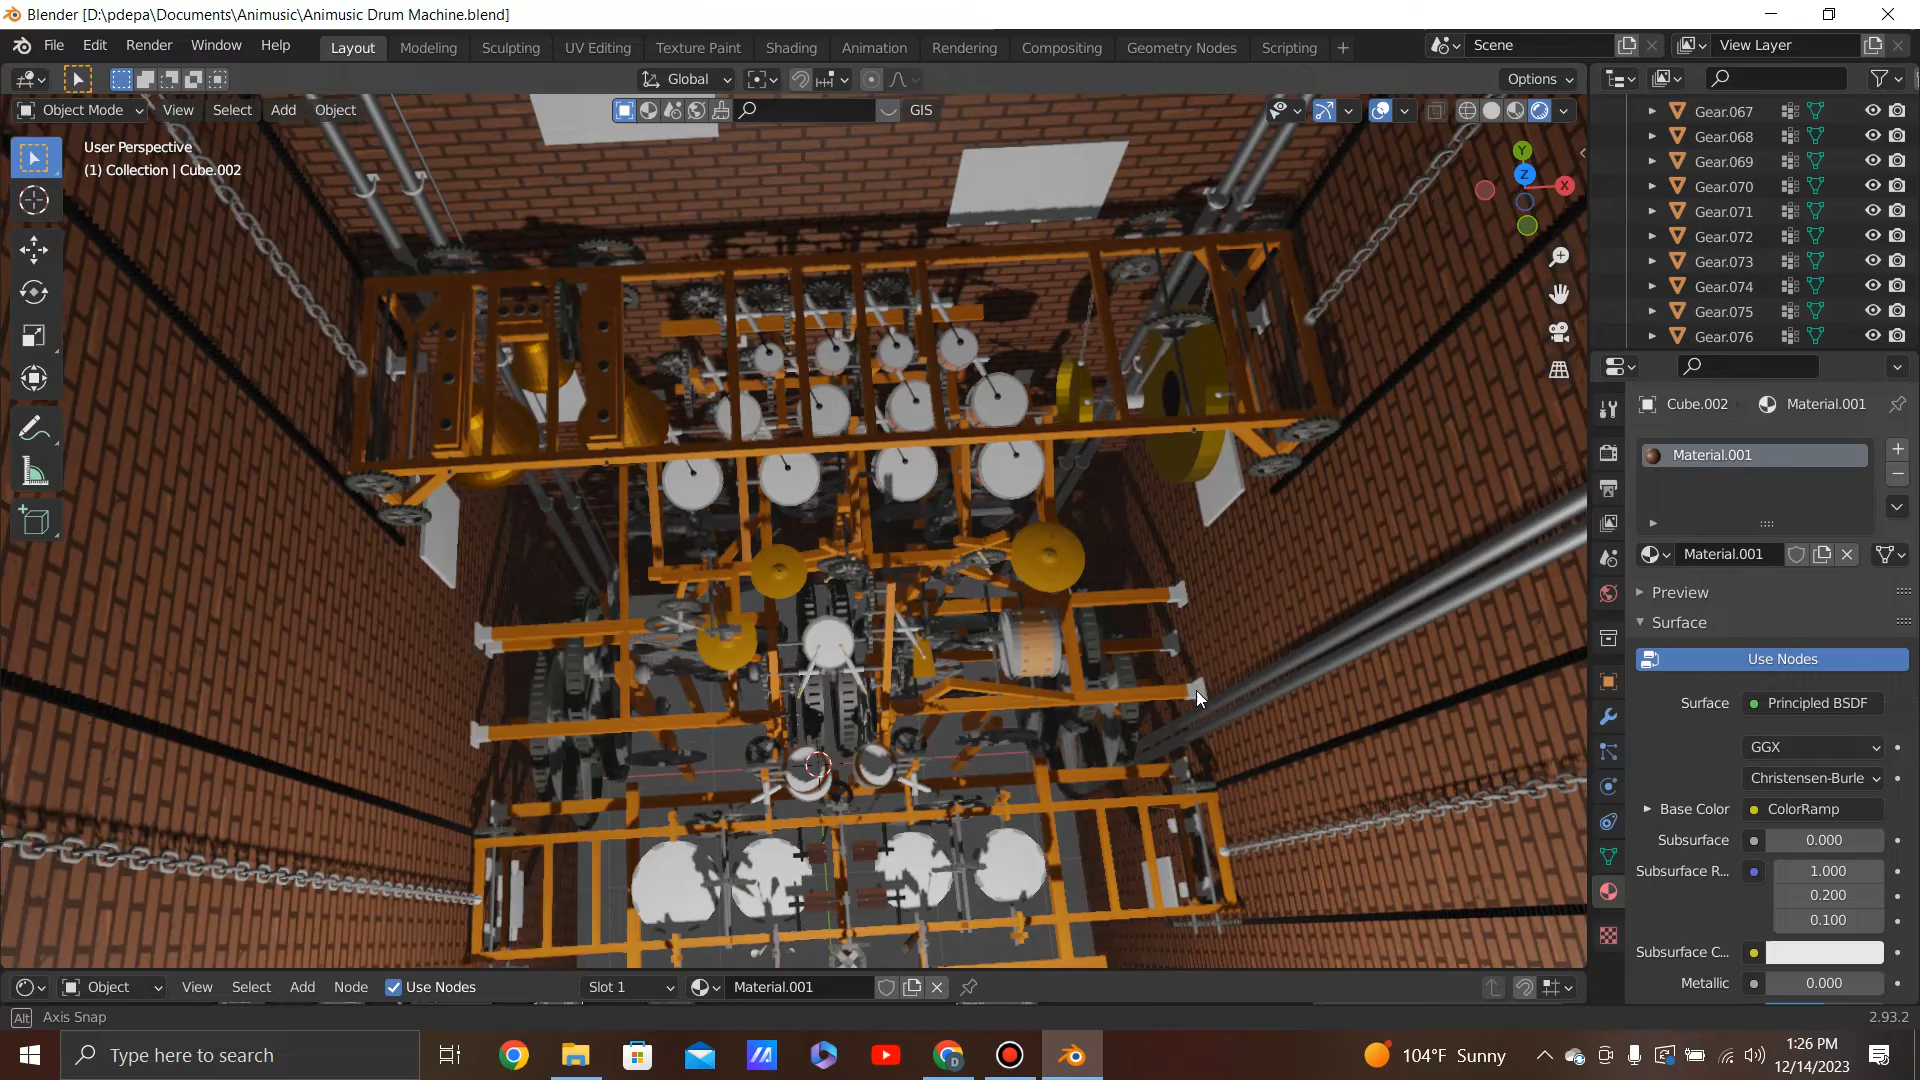 Blender [D:\pdepa\Documents\Animusic\Animusic Drum Machine.blend]
File Edit Render Window Help Layout Modeling Sculpting UV Editing Texture Paint Shading Animation Rendering Compositing Geometry Nodes Scripting + Scene View Layer
Global Options
Object Mode View Select Add Object GIS
User Perspective
(1) Collection | Cube.002
Y
Z
X
Gear.067
Gear.068
Gear.069
Gear.070
Gear.071
Gear.072
Gear.073
Gear.074
Gear.075
Gear.076
Cube.002 Material.001
Material.001
Material.001
Preview
Surface
Use Nodes
Surface Principled BSDF
GGX
Christensen-Burle
Base Color ColorRamp
Subsurface 0.000
Subsurface R... 1.000
0.200
0.100
Subsurface C...
Metallic 0.000
Object View Select Add Node Use Nodes Slot 1 Material.001
Alt Axis Snap 2.93.2
Type here to search 104°F Sunny 1:26 PM
12/14/2023